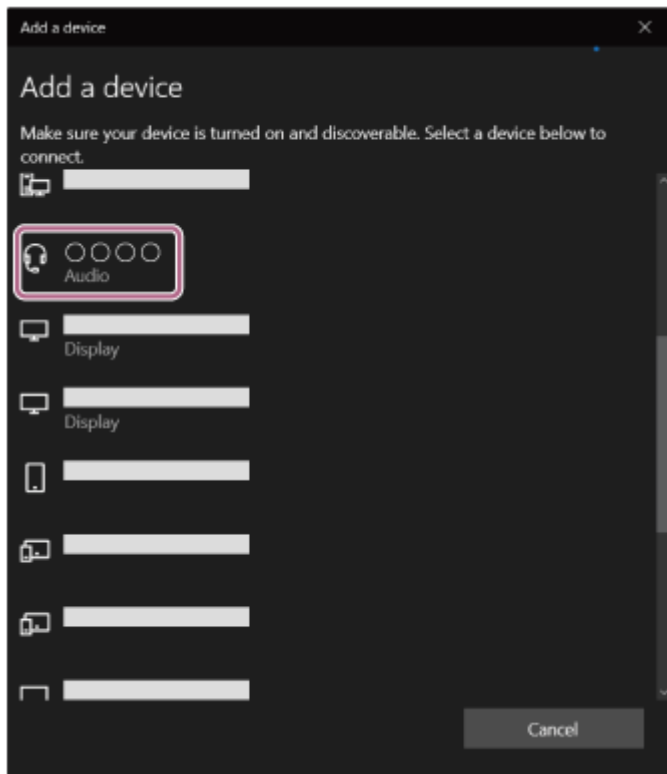 Add a device
Add a device
Make sure your device is turned on and discoverable. Select a device below to
connect.
○○○○
Audio
Display
Display
Cancel